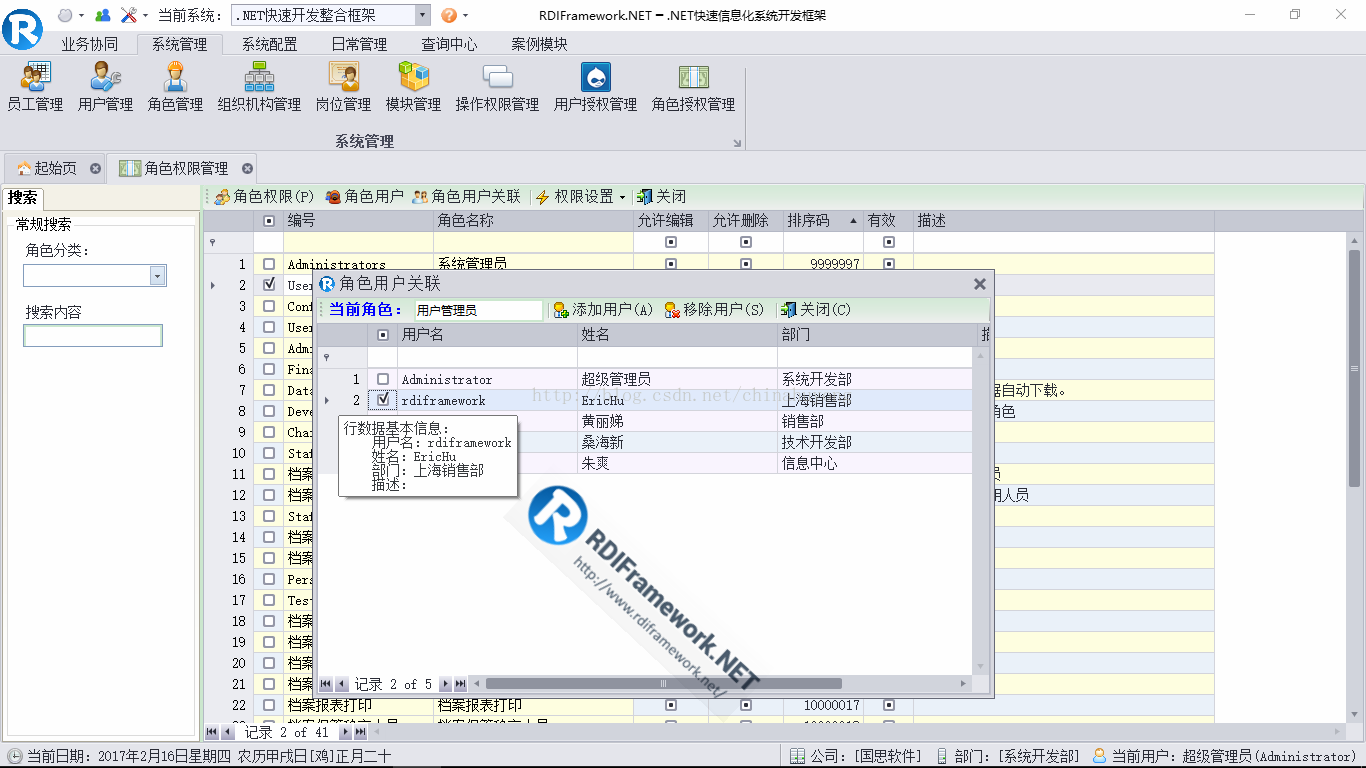 当前系统: .NET快速开发整合框架
RDIFramework.NET - .NET快速信息化系统开发框架
业务协同 系统管理 系统配置 日常管理 查询中心 案例模块
员工管理 用户管理 角色管理 组织机构管理 岗位管理 模块管理 操作权限管理 用户授权管理 角色授权管理
系统管理
起始页 角色权限管理
搜索
常规搜索
角色分类:
搜索内容
角色权限(P) 角色用户 角色用户关联 权限设置 关闭
编号 角色名称 允许编辑 允许删除 排序码 有效 描述
1 Administrators 系统管理员 9999997
2 User
3 Conf
4 User
5 Admi
6 Fina
7 Data 据自动下载。
8 Deve 角色
9 Chai
10 Staf
11 档案 员
12 档案 用人员
13 Staf
14 档案
15 档案
16 Pers
17 Test
18 档案
19 档案
20 档案
21 档案
22 档案报表打印 档案报表打印 10000017
记录 2 of 41
角色用户关联
当前角色: 用户管理员 添加用户(A) 移除用户(S) 关闭(C)
用户名 姓名 部门
1 Administrator 超级管理员 系统开发部
2 rdiframework EricHu 上海销售部
黄丽娣 销售部
桑海新 技术开发部
朱爽 信息中心
行数据基本信息:
用户名: rdiframework
姓名: EricHu
部门: 上海销售部
描述:
记录 2 of 5
RDIFramework.NET
http://www.rdiframework.net/
当前日期: 2017年2月16日星期四 农历甲戌日[鸡]正月二十
公司: [国思软件] 部门: [系统开发部] 当前用户: 超级管理员(Administrator)